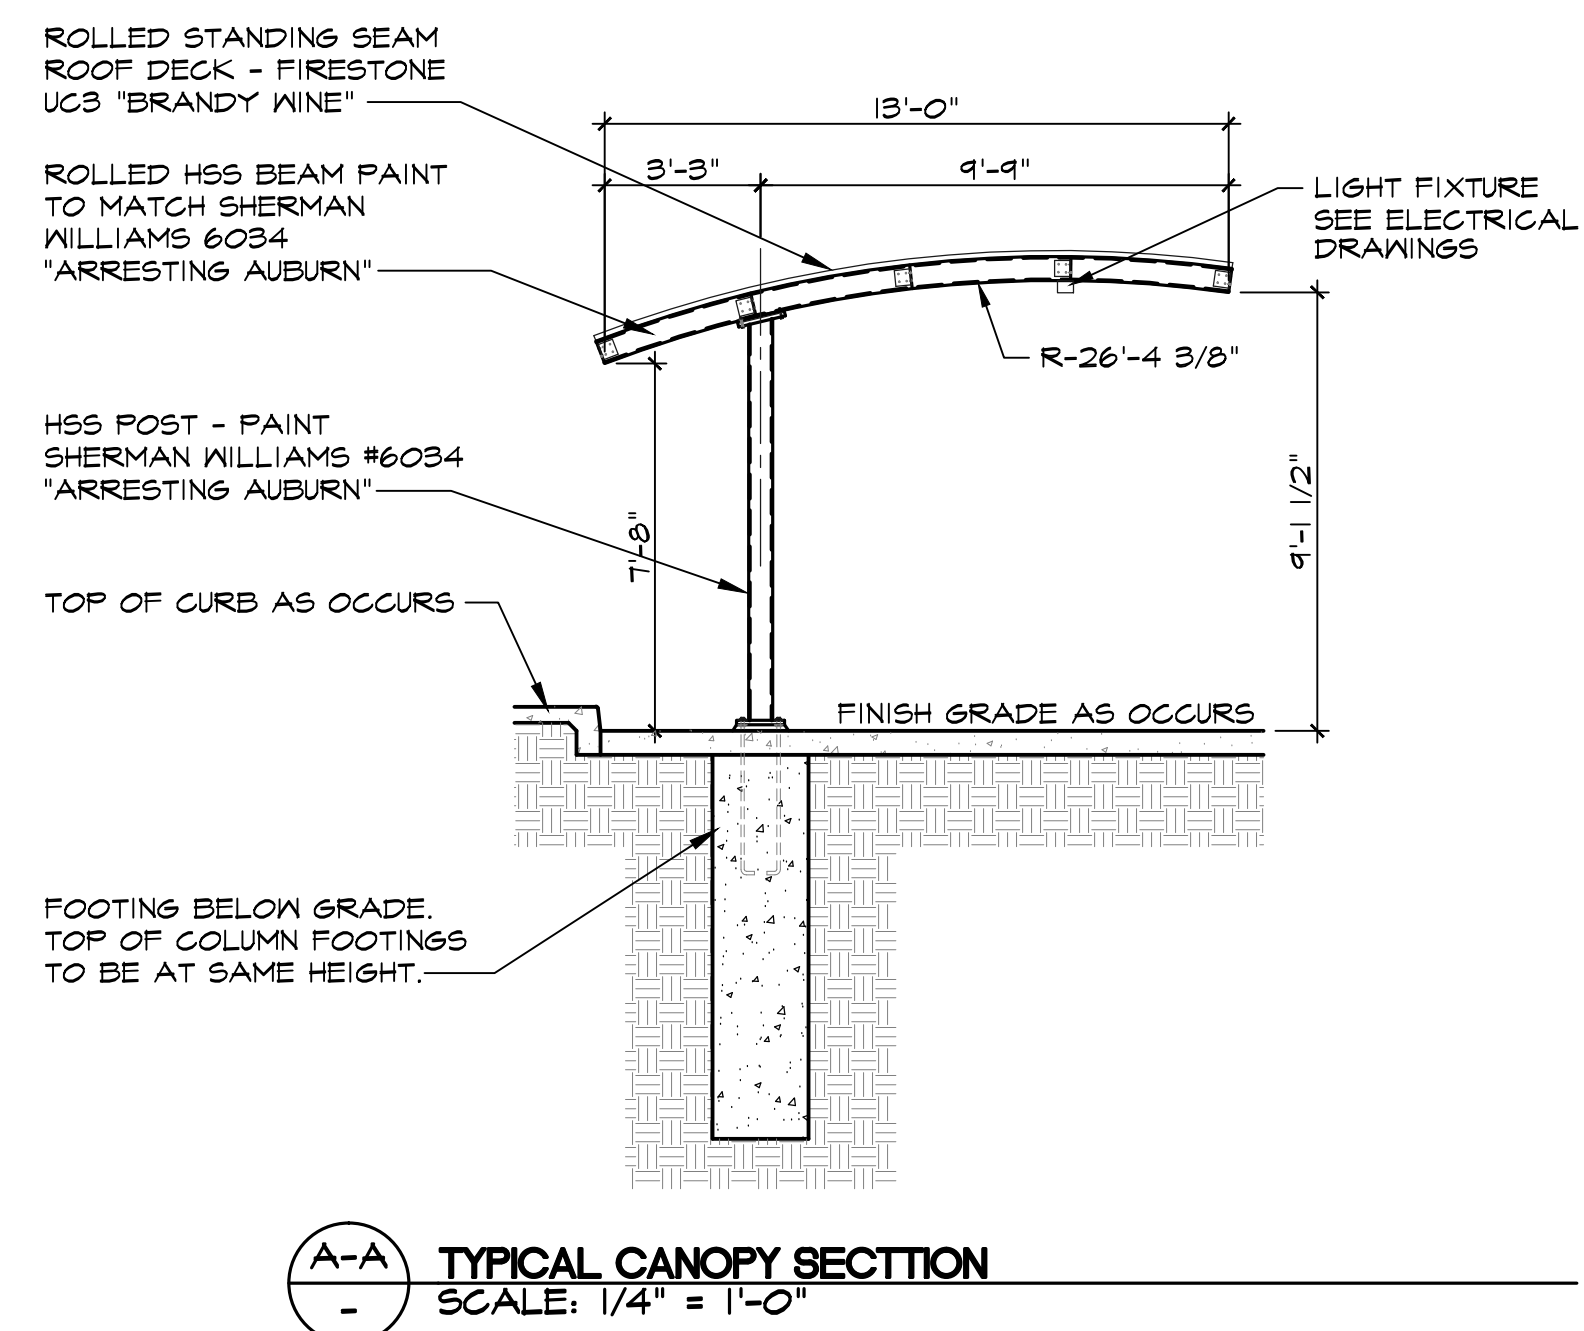 ROLLED STANDING SEAM
ROOF DECK - FIRESTONE
UC3 "BRANDY WINE"
13'-0"
3'-3"
9'-9"
ROLLED HSS BEAM PAINT
TO MATCH SHERMAN
WILLIAMS 6034
"ARRESTING AUBURN"
LIGHT FIXTURE
SEE ELECTRICAL
DRAWINGS
R-26'-4 3/8"
HSS POST - PAINT
SHERMAN WILLIAMS #6034
"ARRESTING AUBURN"
7'-8"
9'-1 1/2"
TOP OF CURB AS OCCURS
FINISH GRADE AS OCCURS
FOOTING BELOW GRADE.
TOP OF COLUMN FOOTINGS
TO BE AT SAME HEIGHT.
A-A
-
TYPICAL CANOPY SECTTION
SCALE: 1/4" = 1'-0"